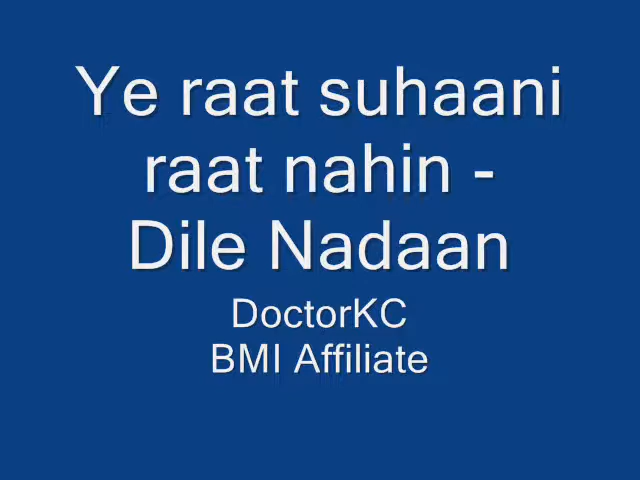 Ye raat suhaani
raat nahin -
Dile Nadaan
DoctorKC
BMI Affiliate